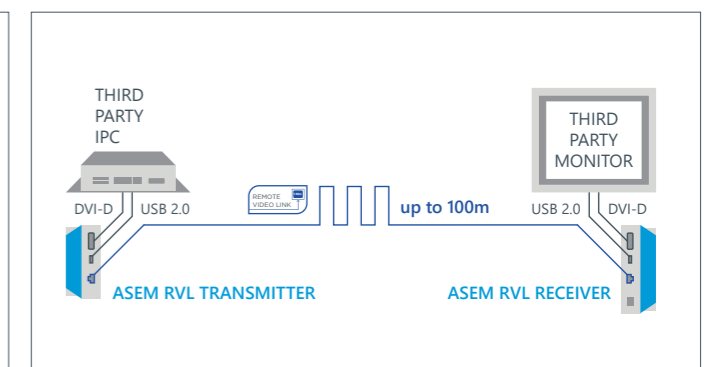 THIRD
PARTY
IPC
THIRD
PARTY
MONITOR
DVI-D
USB 2.0
REMOTE
VIDEO LINK
up to 100m
USB 2.0
DVI-D
ASEM RVL TRANSMITTER
ASEM RVL RECEIVER